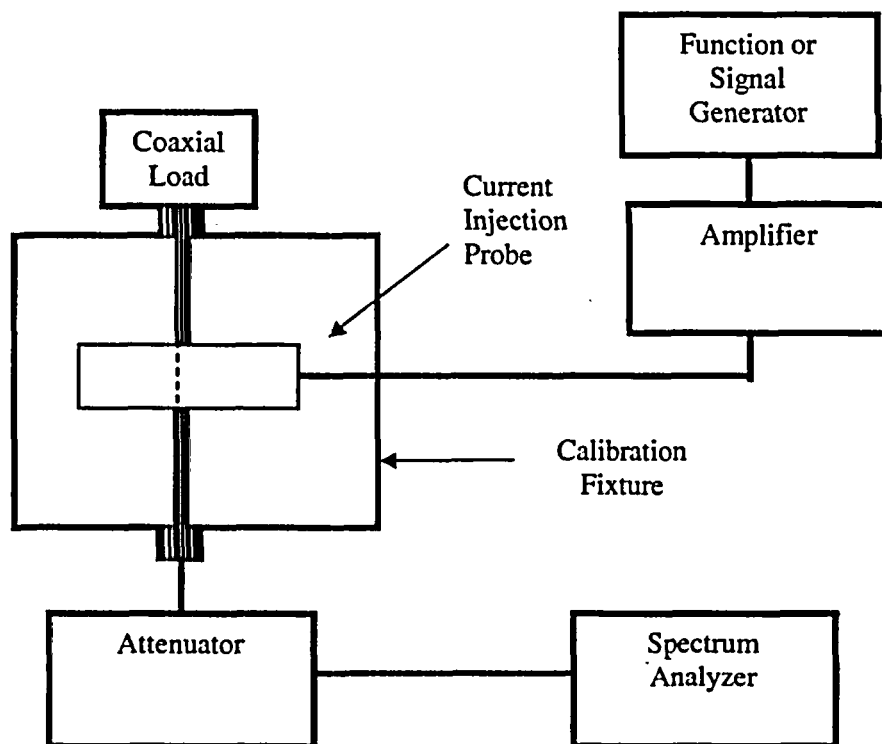 Function or
Signal
Generator
Coaxial
Load
Current
Injection
Probe
Amplifier
Calibration
Fixture
Attenuator
Spectrum
Analyzer